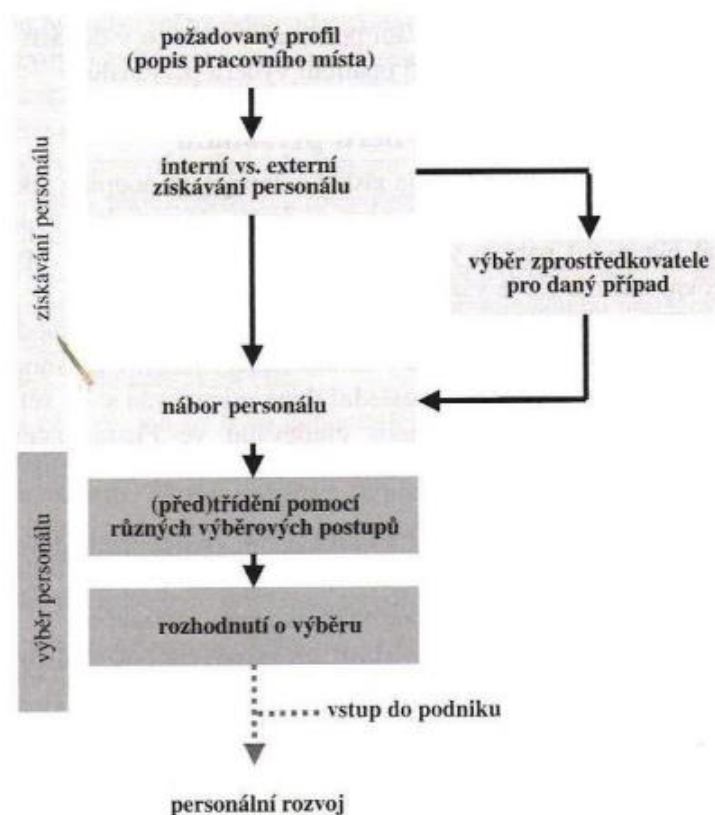 požadovaný profil
(popis pracovního místa)
interní vs. externí
získávání personálu
výběr zprostředkovatele
pro daný případ
získávání personálu
nábor personálu
(před)třídění pomocí
různých výběrových postupů
rozhodnutí o výběru
výběr personálu
vstup do podniku
personální rozvoj